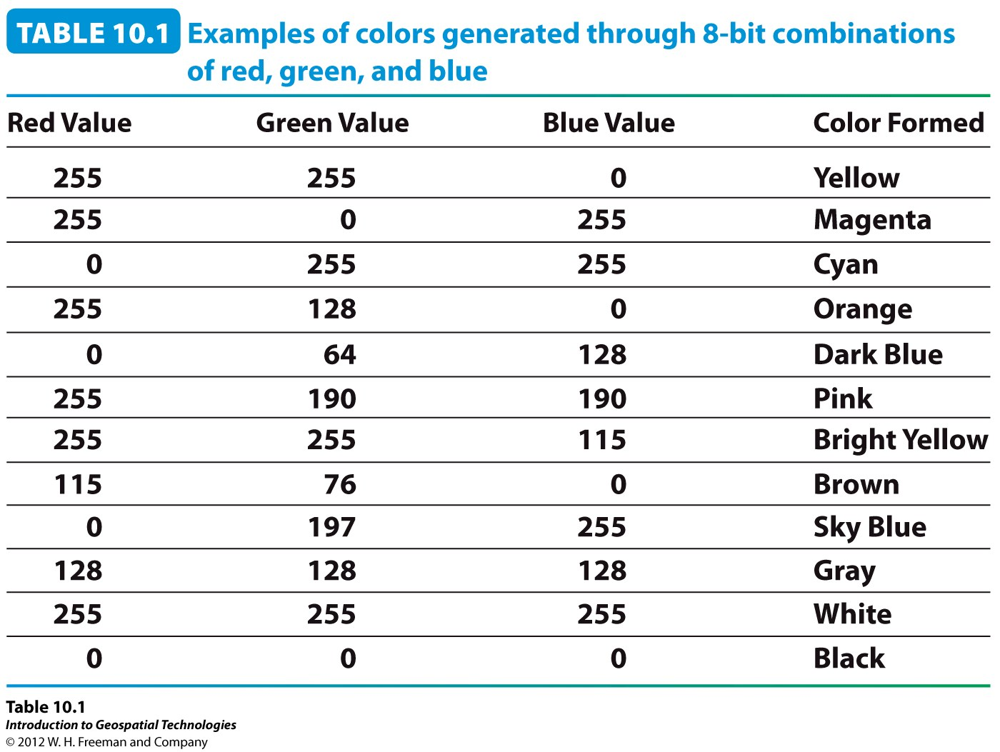 TABLE 10.1 Examples of colors generated through 8-bit combinations
of red, green, and blue
Red Value Green Value Blue Value Color Formed
255 255 0 Yellow
255 0 255 Magenta
0 255 255 Cyan
255 128 0 Orange
0 64 128 Dark Blue
255 190 190 Pink
255 255 115 Bright Yellow
115 76 0 Brown
0 197 255 Sky Blue
128 128 128 Gray
255 255 255 White
0 0 0 Black
Table 10.1
Introduction to Geospatial Technologies
© 2012 W. H. Freeman and Company